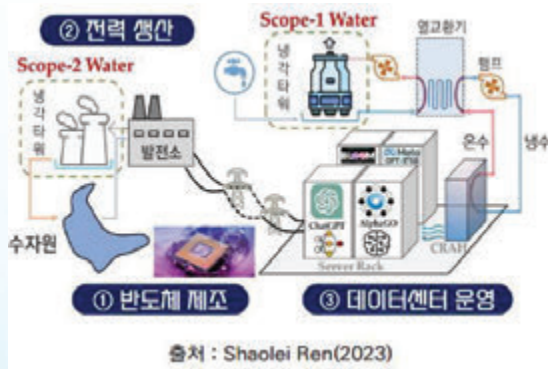 ② 전력 생산
Scope-2 Water
Scope-1 Water
냉각타워
냉각타워
열교환기
펌프
온수
냉수
발전소
수자원
ChatGPT
AlphaGO
Server Rack
CRAH
① 반도체 제조
③ 데이터센터 운영
출처 : Shaolei Ren(2023)